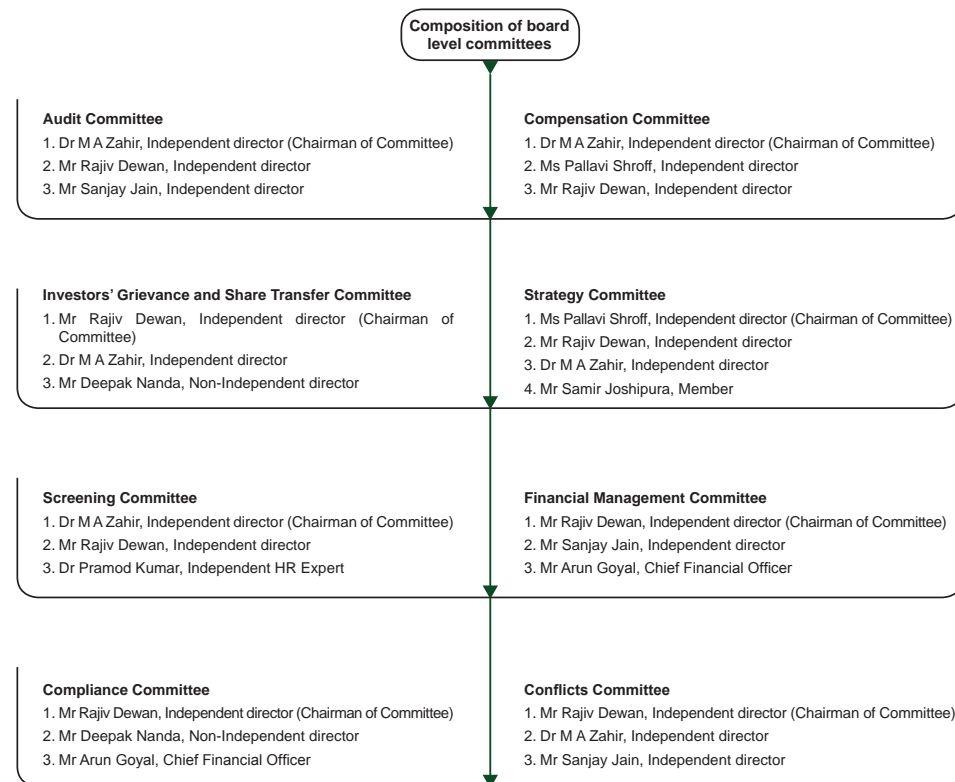 Composition of board
level committees
Audit Committee
1. Dr M A Zahir, Independent director (Chairman of Committee)
2. Mr Rajiv Dewan, Independent director
3. Mr Sanjay Jain, Independent director
Compensation Committee
1. Dr M A Zahir, Independent director (Chairman of Committee)
2. Ms Pallavi Shroff, Independent director
3. Mr Rajiv Dewan, Independent director
Investors’ Grievance and Share Transfer Committee
1. Mr Rajiv Dewan, Independent director (Chairman of
Committee)
2. Dr M A Zahir, Independent director
3. Mr Deepak Nanda, Non-Independent director
Strategy Committee
1. Ms Pallavi Shroff, Independent director (Chairman of Committee)
2. Mr Rajiv Dewan, Independent director
3. Dr M A Zahir, Independent director
4. Mr Samir Joshipura, Member
Screening Committee
1. Dr M A Zahir, Independent director (Chairman of Committee)
2. Mr Rajiv Dewan, Independent director
3. Dr Pramod Kumar, Independent HR Expert
Financial Management Committee
1. Mr Rajiv Dewan, Independent director (Chairman of Committee)
2. Mr Sanjay Jain, Independent director
3. Mr Arun Goyal, Chief Financial Officer
Compliance Committee
1. Mr Rajiv Dewan, Independent director (Chairman of Committee)
2. Mr Deepak Nanda, Non-Independent director
3. Mr Arun Goyal, Chief Financial Officer
Conflicts Committee
1. Mr Rajiv Dewan, Independent director (Chairman of Committee)
2. Dr M A Zahir, Independent director
3. Mr Sanjay Jain, Independent director